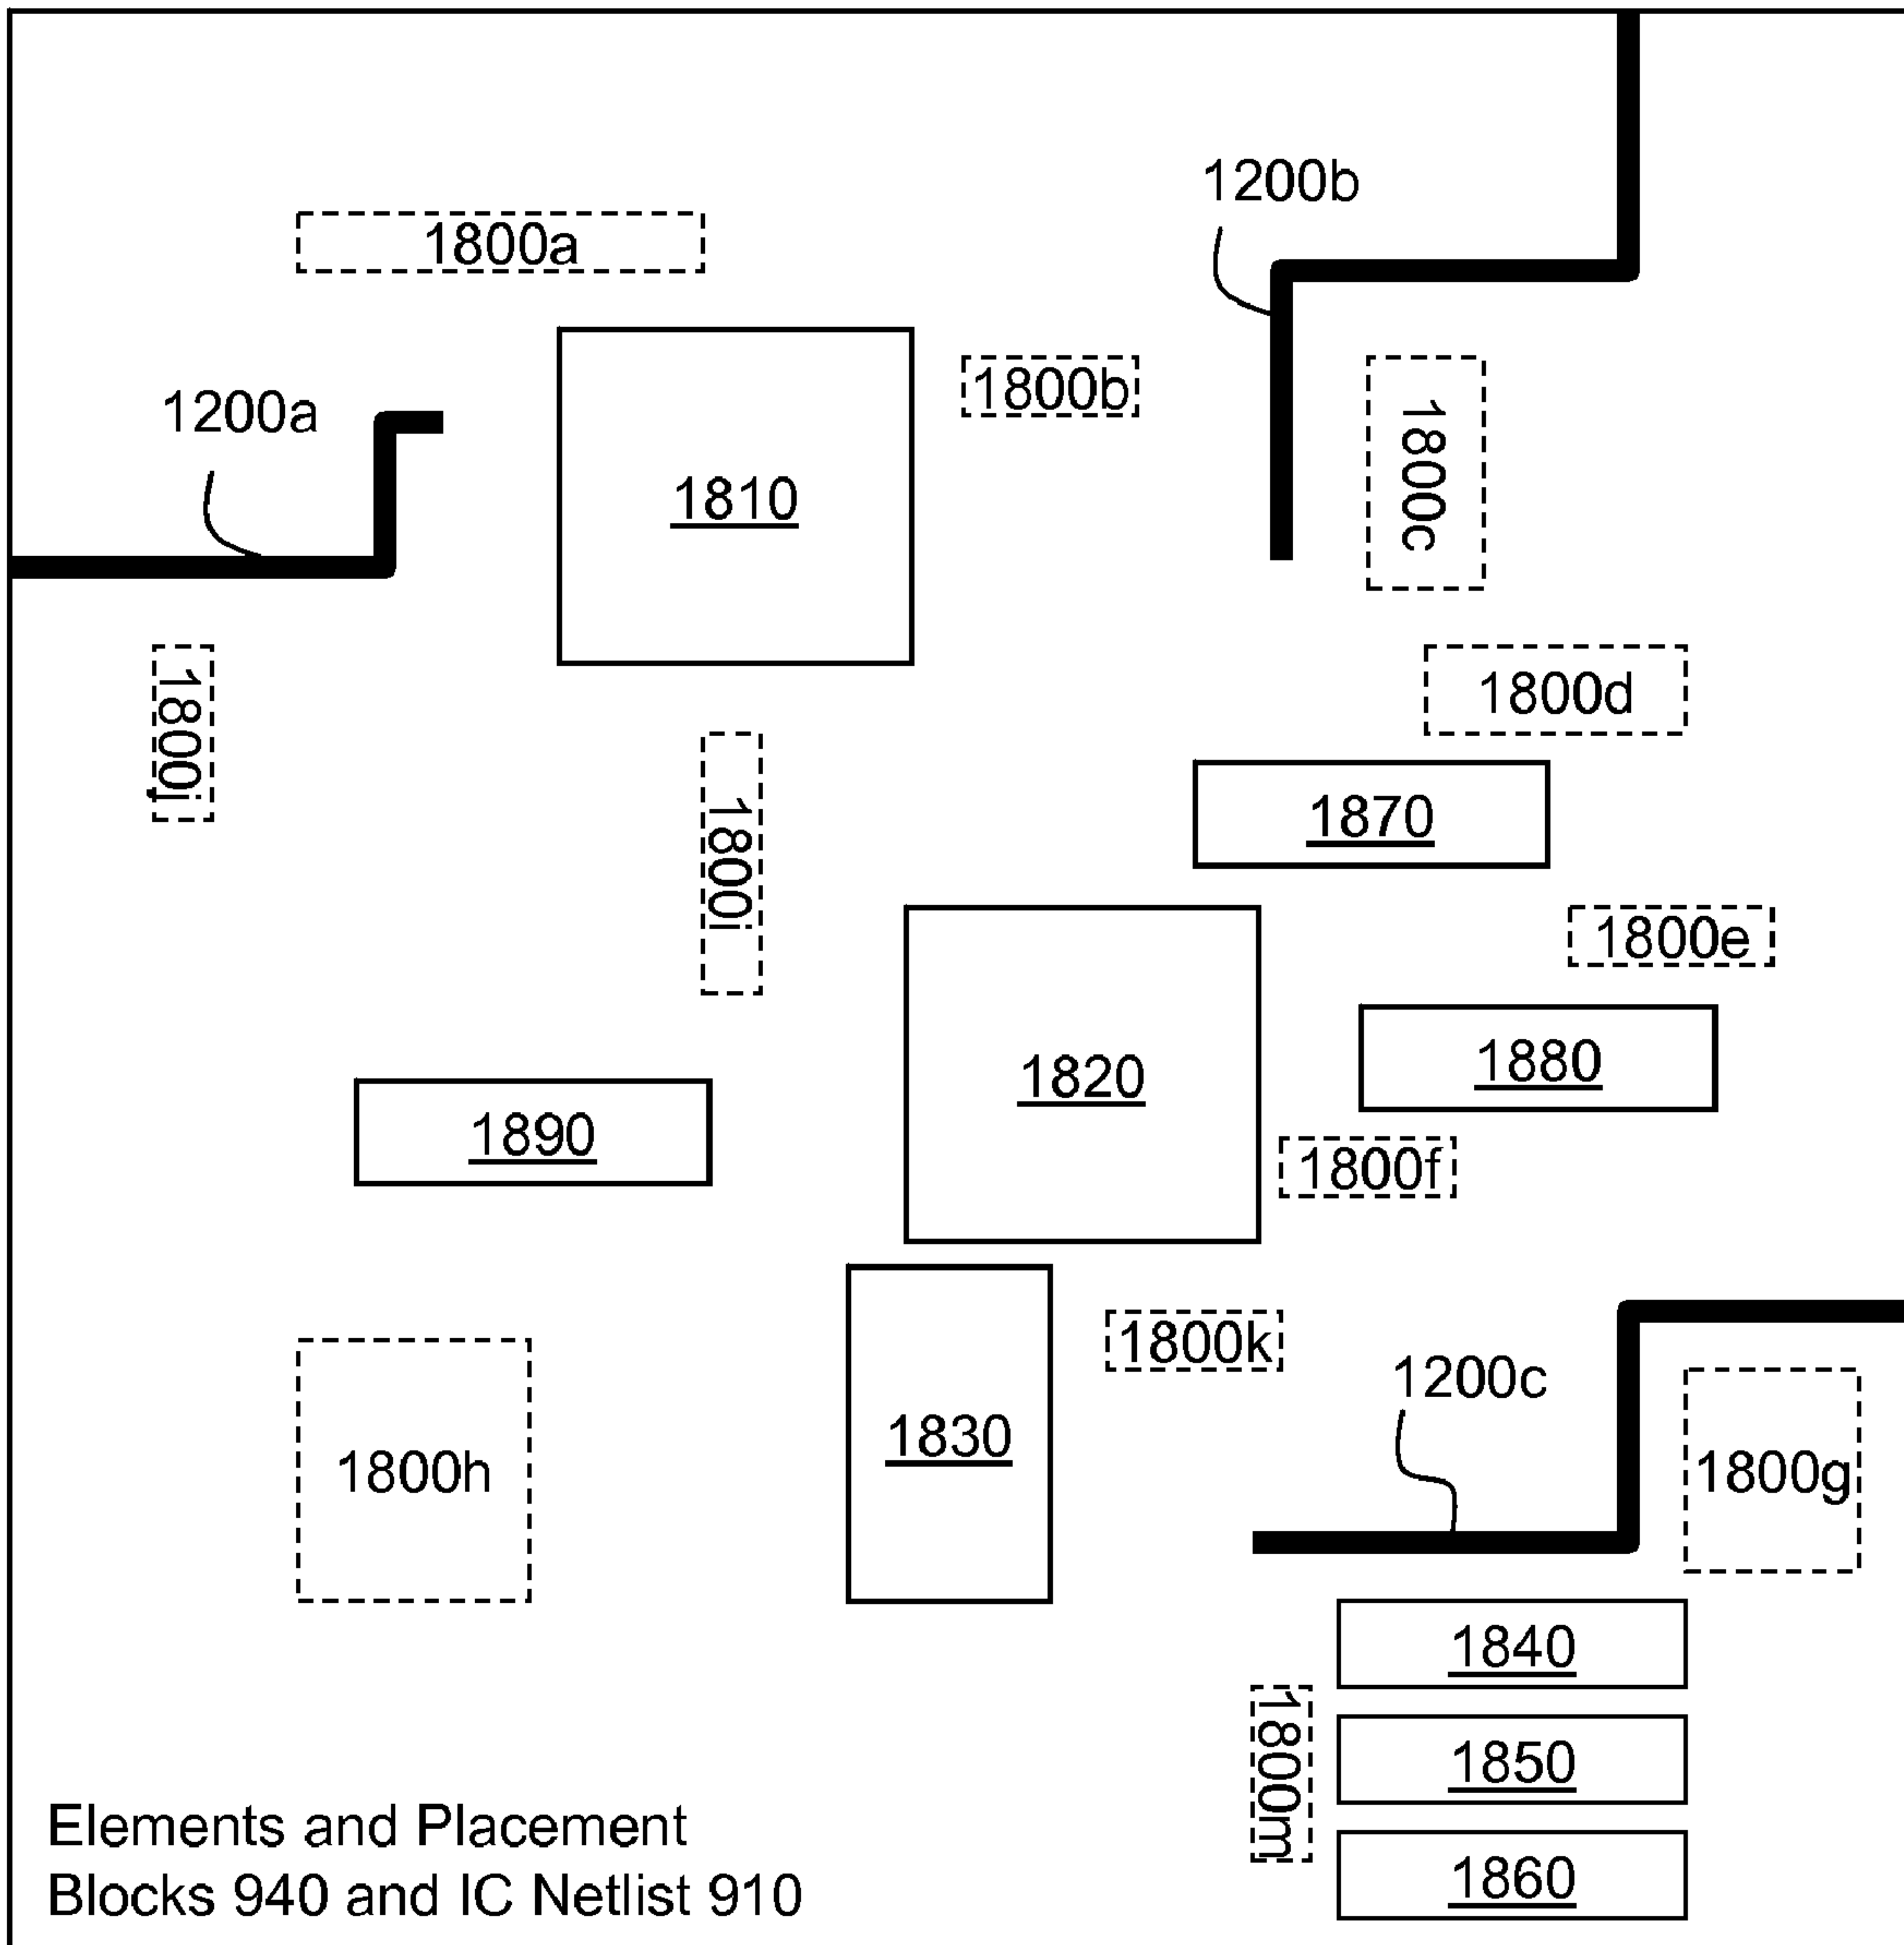 1200b
1800a
1800b
1200a
1800c
1810
1800d
1800j
1870
1800i
1800e
1820
1880
1890
1800f
1800k
1200c
1830
1800h
1800g
1840
1850
1800m
1860
Elements and Placement
Blocks 940 and IC Netlist 910